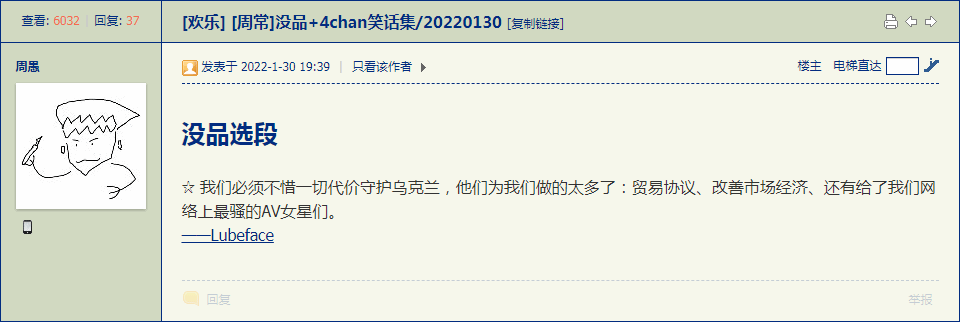 查看: 6032 | 回复: 37
[欢乐] [周常]没品+4chan笑话集/20220130 [复制链接]
周愚
发表于 2022-1-30 19:39 | 只看该作者
楼主 电梯直达
没品选段
☆ 我们必须不惜一切代价守护乌克兰，他们为我们做的太多了：贸易协议、改善市场经济、还有给了我们网
络上最骚的AV女星们。
——Lubeface
回复
举报